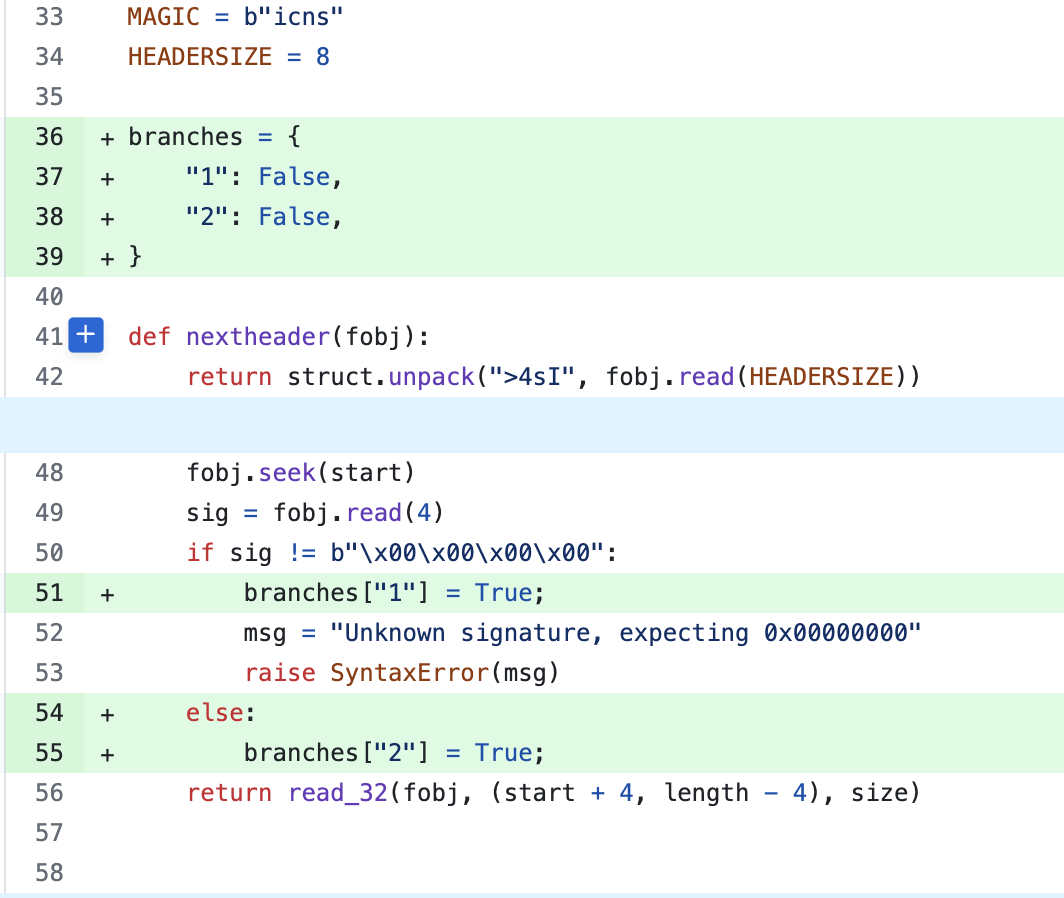 33 MAGIC = b"icns"
34 HEADERSIZE = 8
35
36 + branches = {
37 +     "1": False,
38 +     "2": False,
39 + }
40
41 + def nextheader(fobj):
42     return struct.unpack(">4sI", fobj.read(HEADERSIZE))
48     fobj.seek(start)
49     sig = fobj.read(4)
50     if sig != b"\x00\x00\x00\x00":
51 +         branches["1"] = True;
52         msg = "Unknown signature, expecting 0x00000000"
53         raise SyntaxError(msg)
54 +     else:
55 +         branches["2"] = True;
56     return read_32(fobj, (start + 4, length - 4), size)
57
58